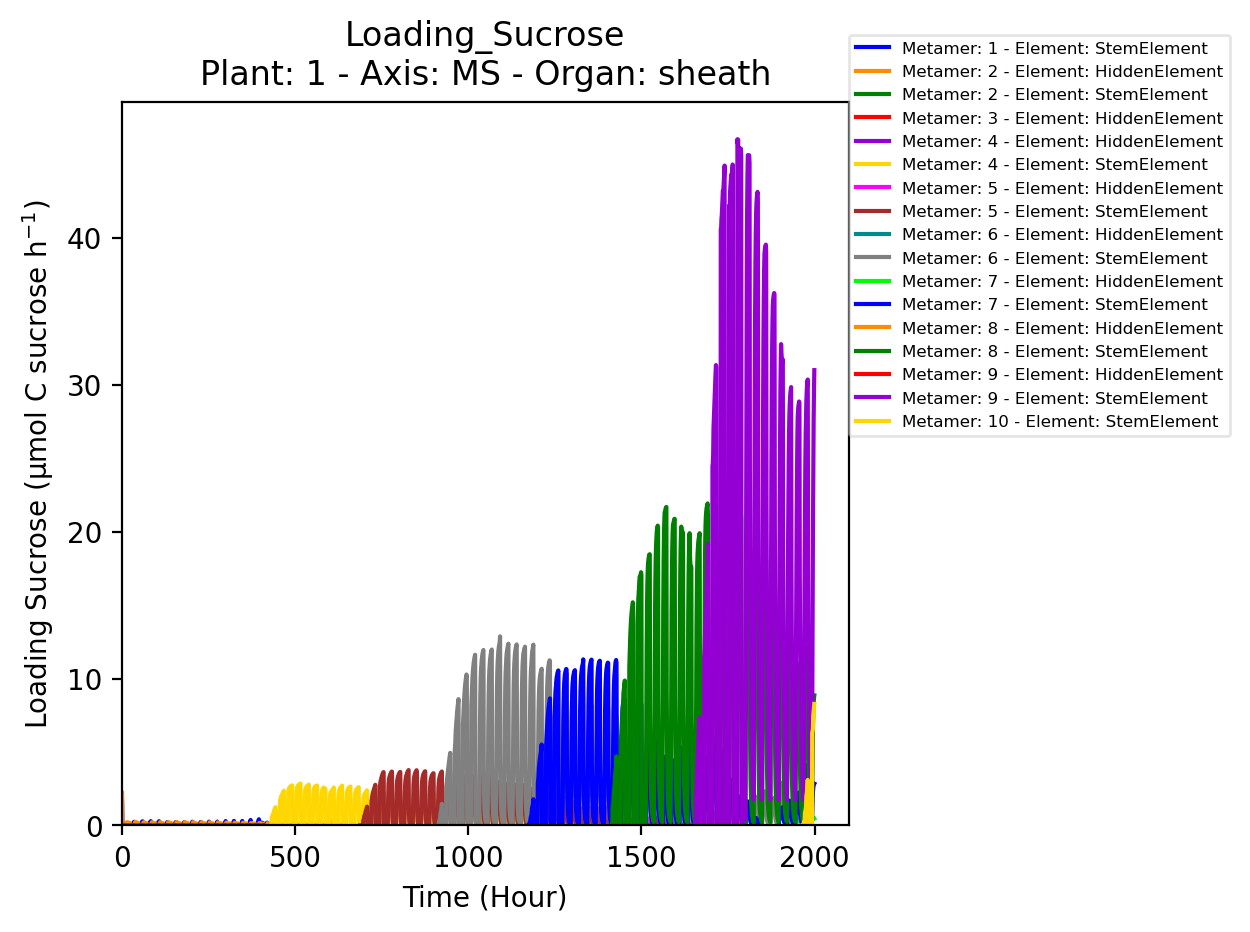 Loading_Sucrose
Plant: 1 - Axis: MS - Organ: sheath
Metamer: 1 - Element: StemElement
Metamer: 2 - Element: HiddenElement
Metamer: 2 - Element: StemElement
Metamer: 3 - Element: HiddenElement
Metamer: 4 - Element: HiddenElement
Metamer: 4 - Element: StemElement
Metamer: 5 - Element: HiddenElement
Metamer: 5 - Element: StemElement
Metamer: 6 - Element: HiddenElement
Metamer: 6 - Element: StemElement
Metamer: 7 - Element: HiddenElement
Metamer: 7 - Element: StemElement
Metamer: 8 - Element: HiddenElement
Metamer: 8 - Element: StemElement
Metamer: 9 - Element: HiddenElement
Metamer: 9 - Element: StemElement
Metamer: 10 - Element: StemElement
Loading Sucrose (µmol C sucrose h⁻¹)
40
30
20
10
0
0 500 1000 1500 2000
Time (Hour)